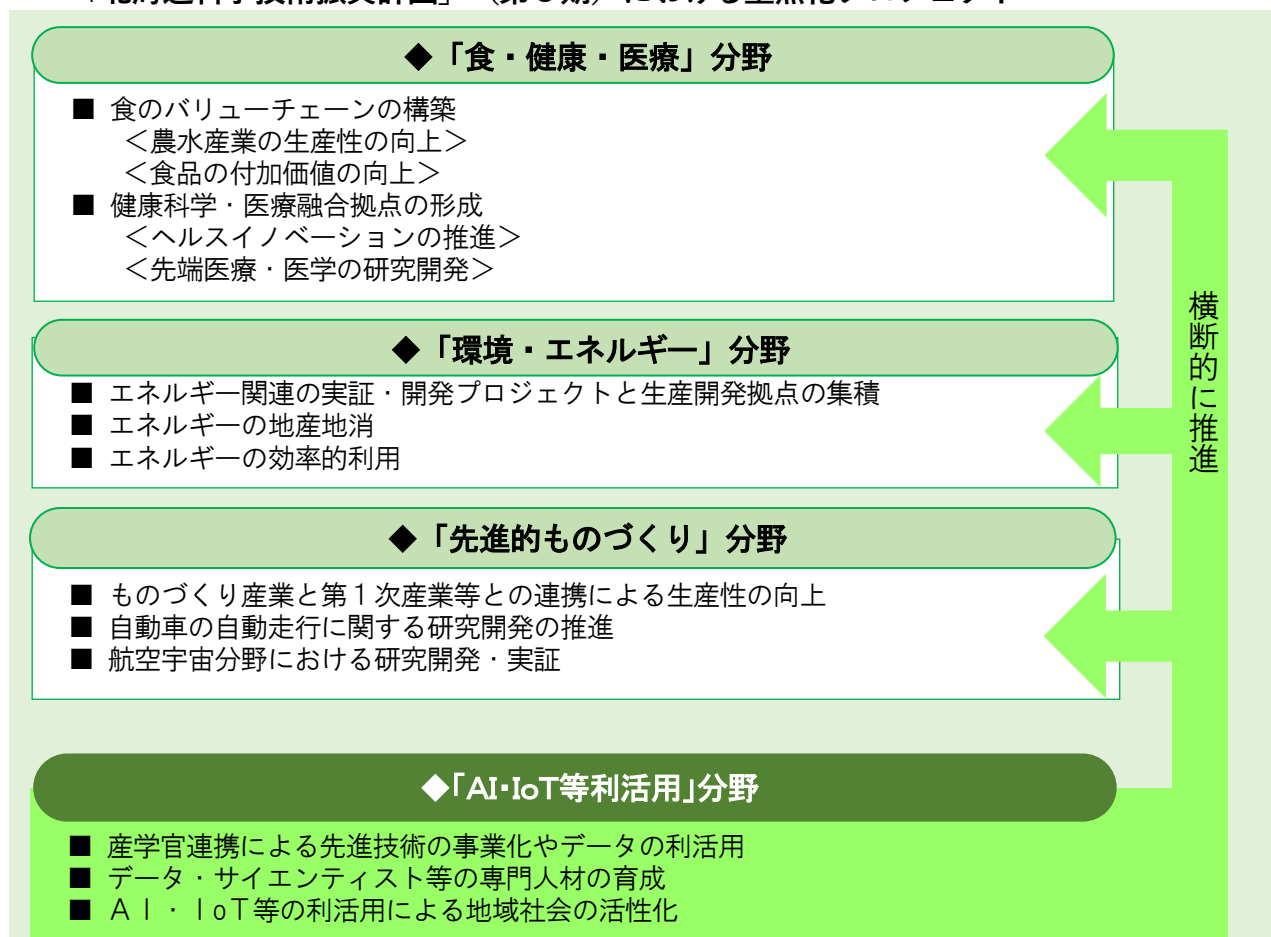 ◆「食・健康・医療」分野
■ 食のバリューチェーンの構築
＜農水産業の生産性の向上＞
＜食品の付加価値の向上＞
■ 健康科学・医療融合拠点の形成
＜ヘルスイノベーションの推進＞
＜先端医療・医学の研究開発＞
◆「環境・エネルギー」分野
■ エネルギー関連の実証・開発プロジェクトと生産開発拠点の集積
■ エネルギーの地産地消
■ エネルギーの効率的利用
◆「先進的ものづくり」分野
■ ものづくり産業と第１次産業等との連携による生産性の向上
■ 自動車の自動走行に関する研究開発の推進
■ 航空宇宙分野における研究開発・実証
横断的に推進
◆「AI・IoT等利活用」分野
■ 産学官連携による先進技術の事業化やデータの利活用
■ データ・サイエンティスト等の専門人材の育成
■ ＡＩ・ＩoＴ等の利活用による地域社会の活性化